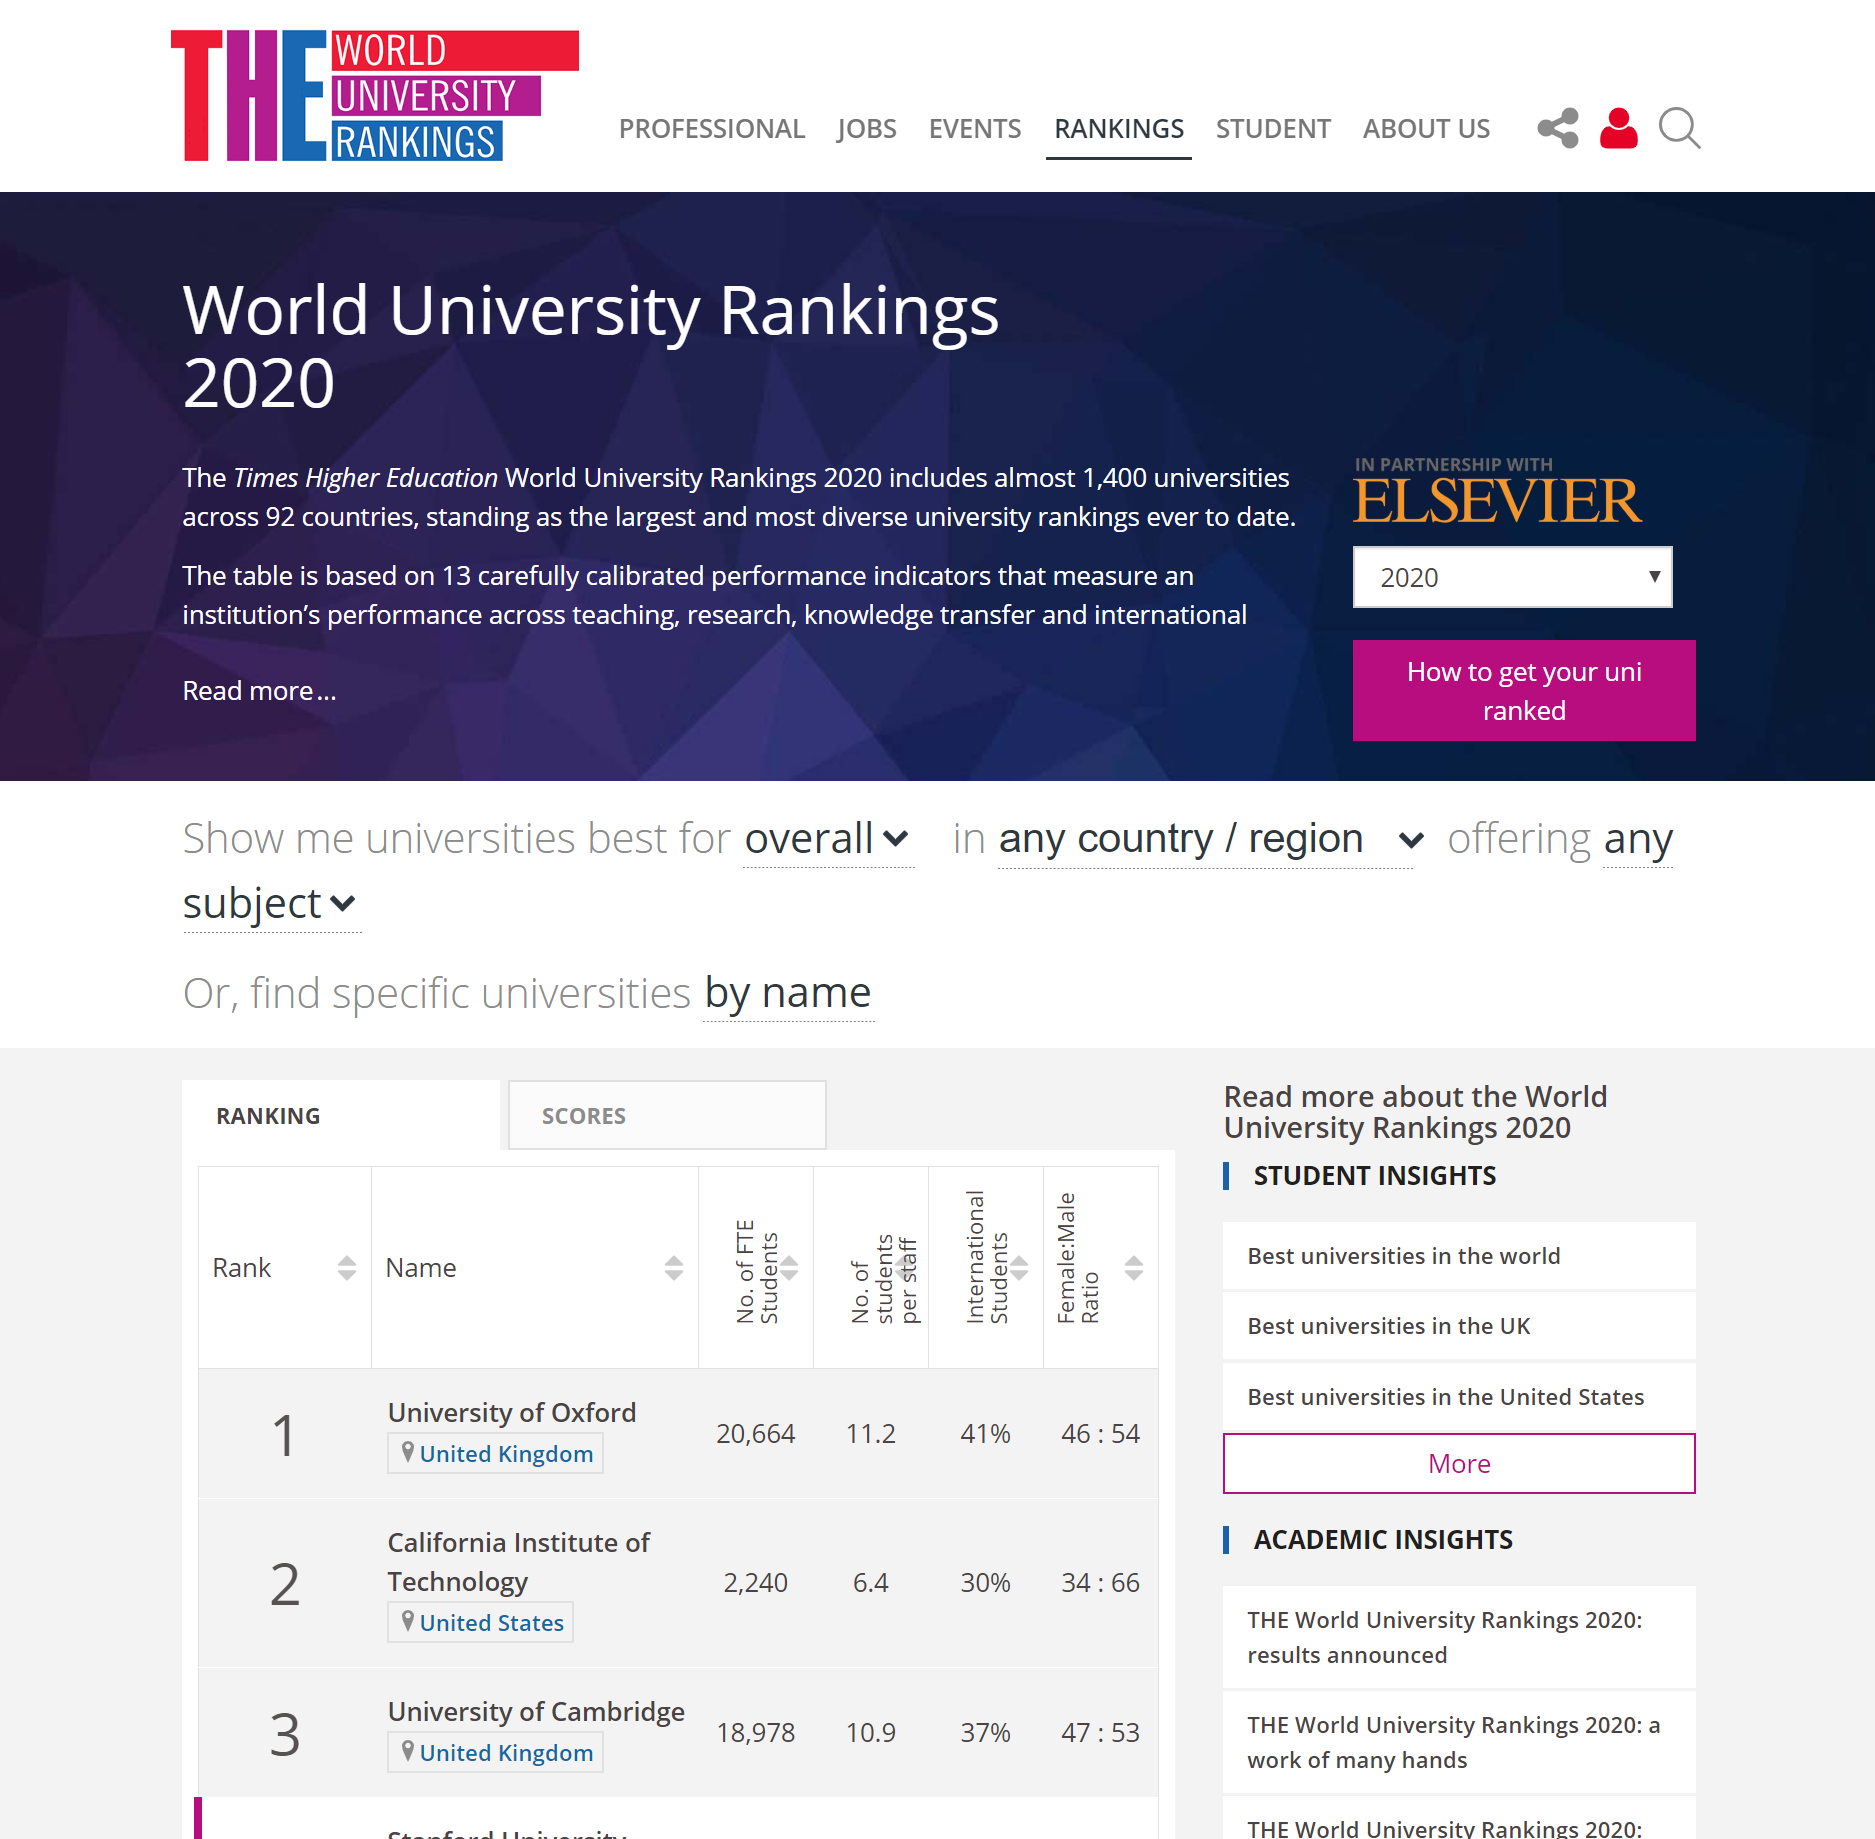 THE WORLD
UNIVERSITY
RANKINGS
PROFESSIONAL JOBS EVENTS RANKINGS STUDENT ABOUT US
World University Rankings
2020
The Times Higher Education World University Rankings 2020 includes almost 1,400 universities
across 92 countries, standing as the largest and most diverse university rankings ever to date.
The table is based on 13 carefully calibrated performance indicators that measure an
institution’s performance across teaching, research, knowledge transfer and international
Read more...
IN PARTNERSHIP WITH
ELSEVIER
2020
How to get your uni
ranked
Show me universities best for overall in any country / region offering any
subject
Or, find specific universities by name
RANKING SCORES
Rank
Name
No. of FTE
Students
No. of
students
per staff
International
Students
Female:Male
Ratio
1
University of Oxford
United Kingdom
20,664 11.2 41% 46 : 54
2
California Institute of
Technology
United States
2,240 6.4 30% 34 : 66
3
University of Cambridge
United Kingdom
18,978 10.9 37% 47 : 53
Stanford University
Read more about the World
University Rankings 2020
STUDENT INSIGHTS
Best universities in the world
Best universities in the UK
Best universities in the United States
More
ACADEMIC INSIGHTS
THE World University Rankings 2020:
results announced
THE World University Rankings 2020: a
work of many hands
THE World University Rankings 2020: